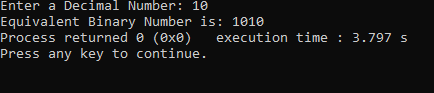 Enter a Decimal Number: 10
Equivalent Binary Number is: 1010
Process returned 0 (0x0)   execution time : 3.797 s
Press any key to continue.